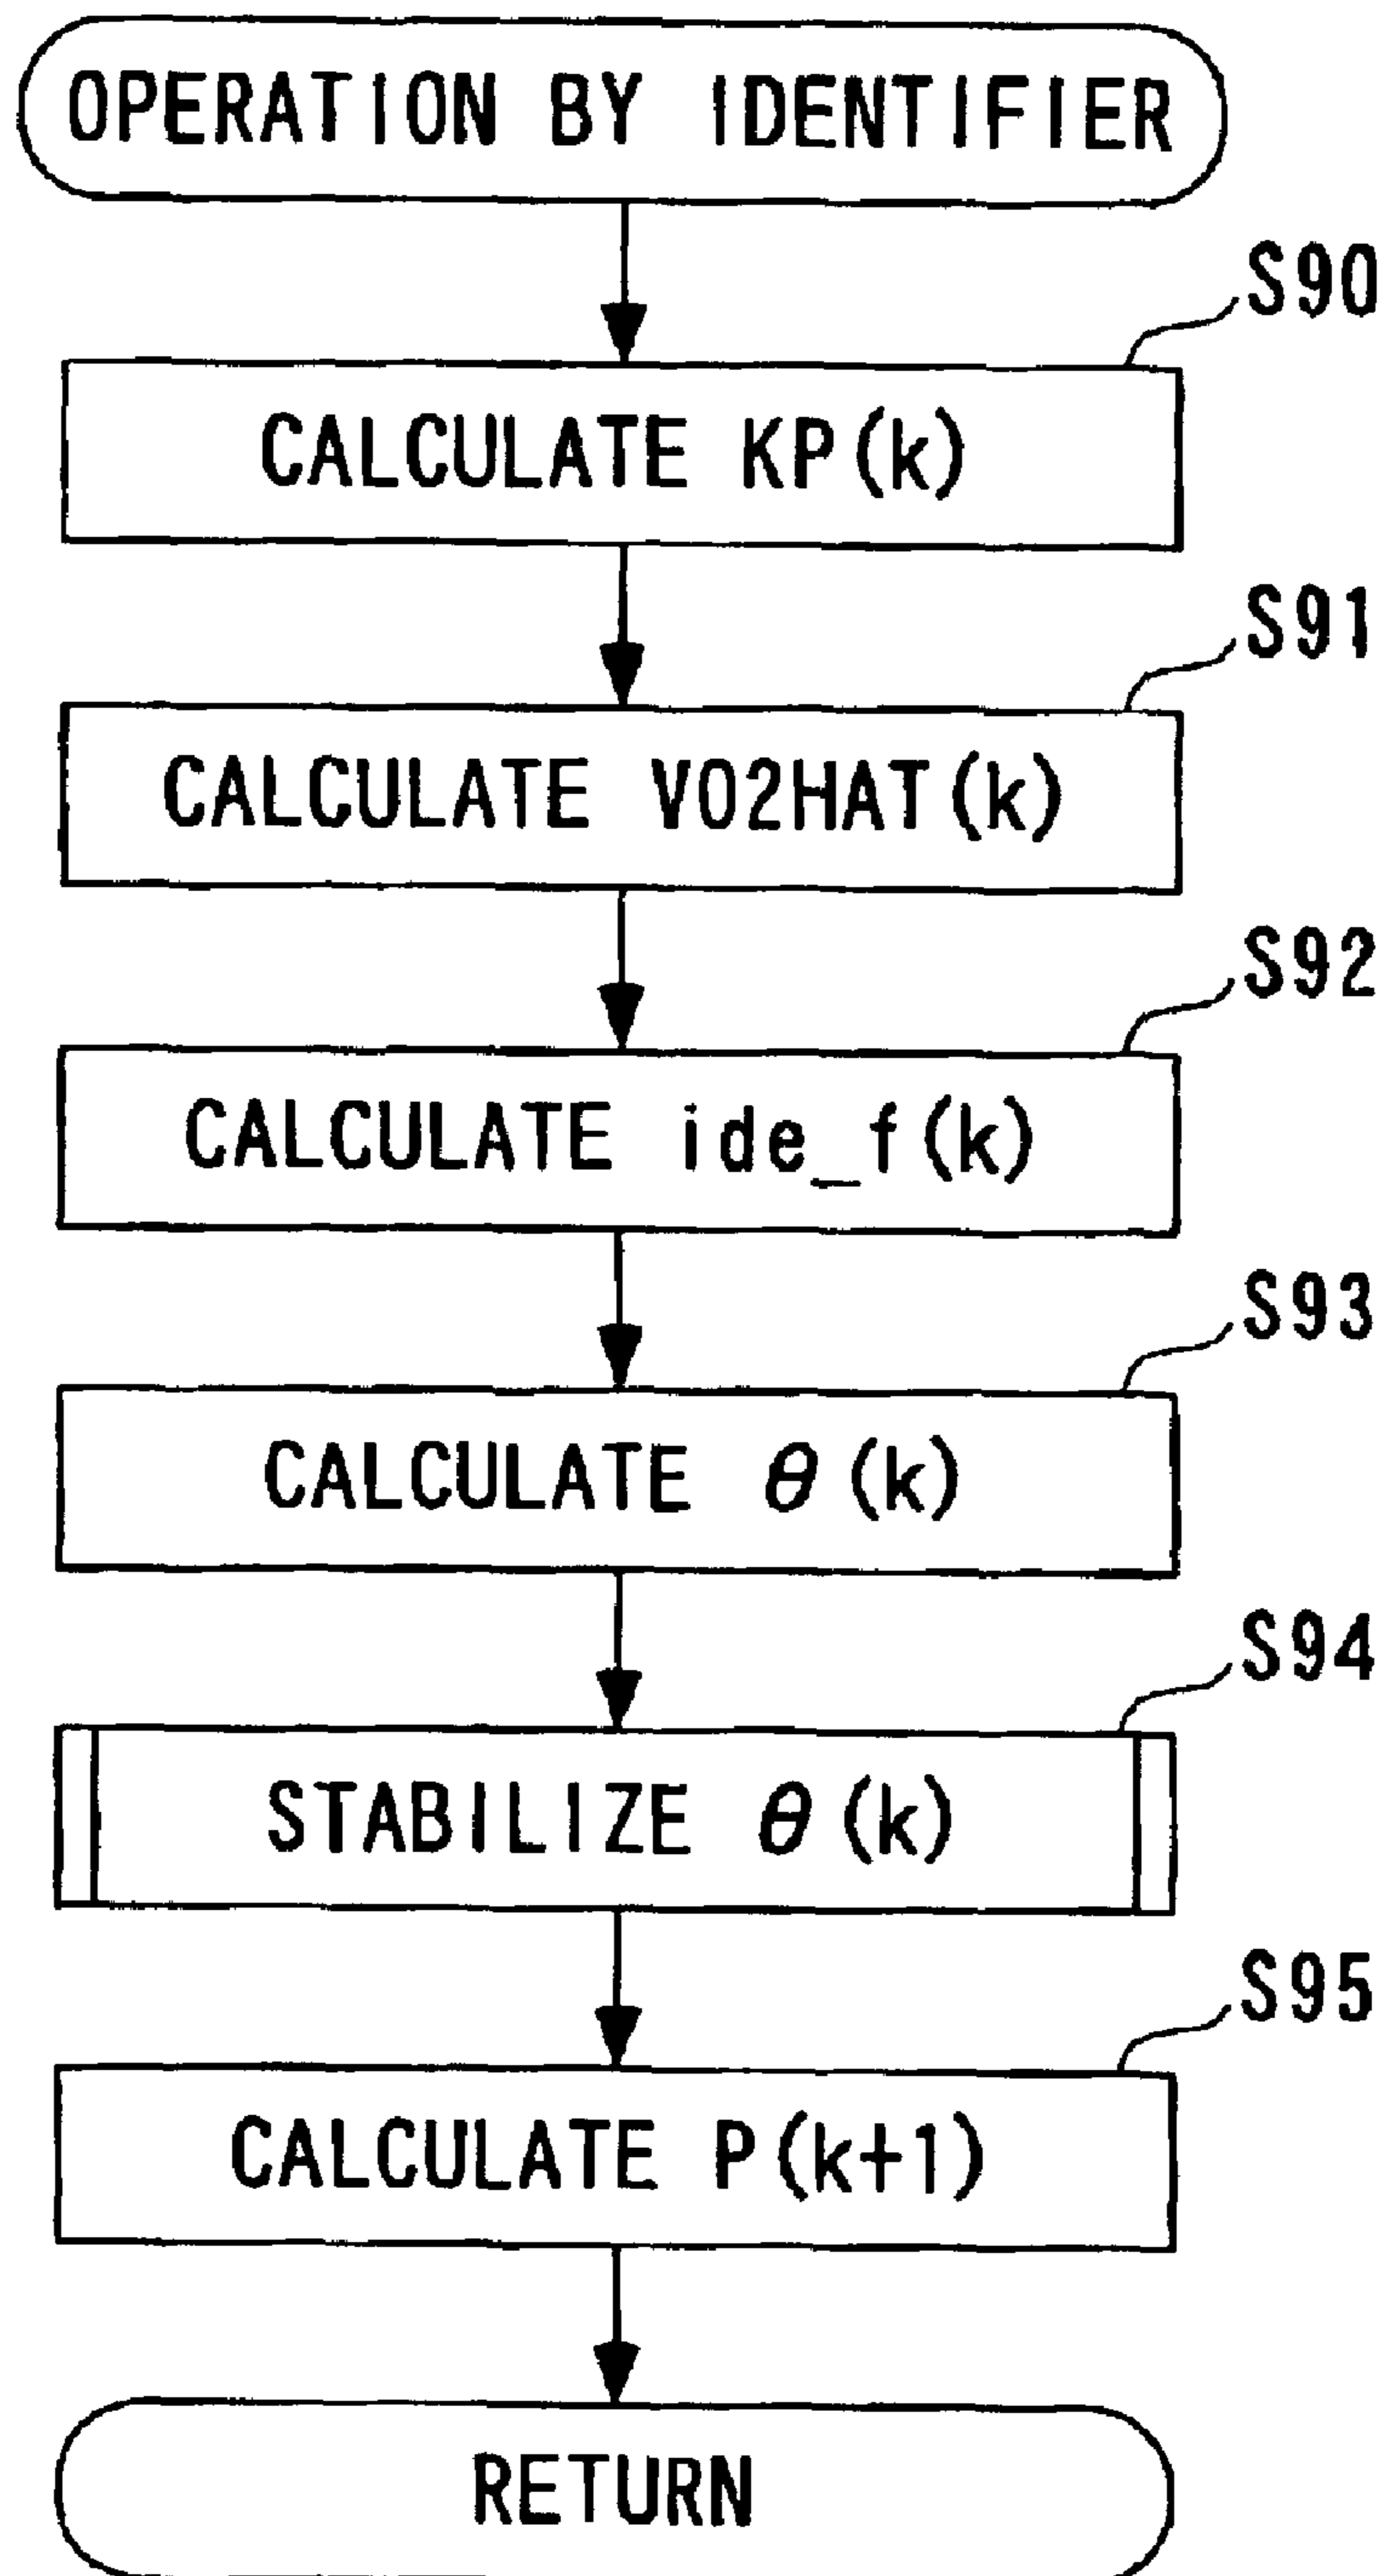 OPERATION BY IDENTIFIER
S90
CALCULATE KP(k)
S91
CALCULATE VO2HAT(k)
S92
CALCULATE ide_f(k)
S93
CALCULATE θ(k)
S94
STABILIZE θ(k)
S95
CALCULATE P(k+1)
RETURN